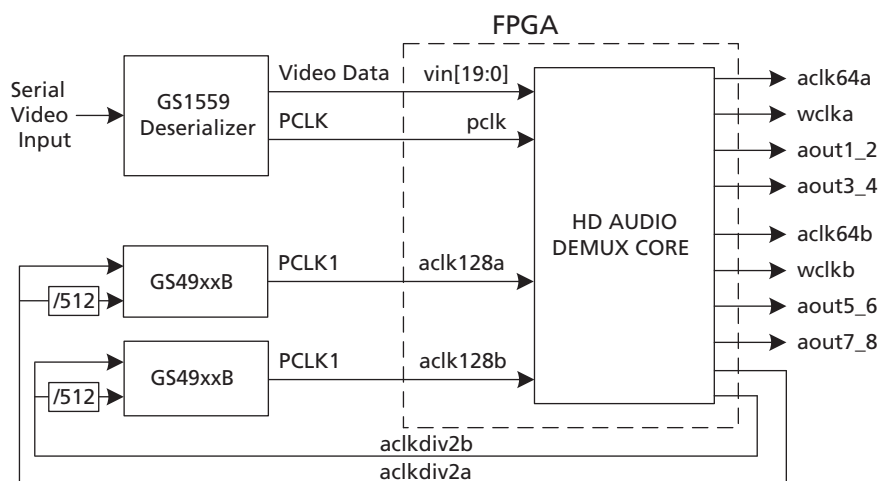 FPGA
Serial
Video
Input
GS1559
Deserializer
Video Data
vin[19:0]
PCLK
pclk
HD AUDIO
DEMUX CORE
aclk64a
wclka
aout1_2
aout3_4
aclk64b
wclkb
aout5_6
aout7_8
/512
GS49xxB
PCLK1
aclk128a
/512
GS49xxB
PCLK1
aclk128b
aclkdiv2b
aclkdiv2a